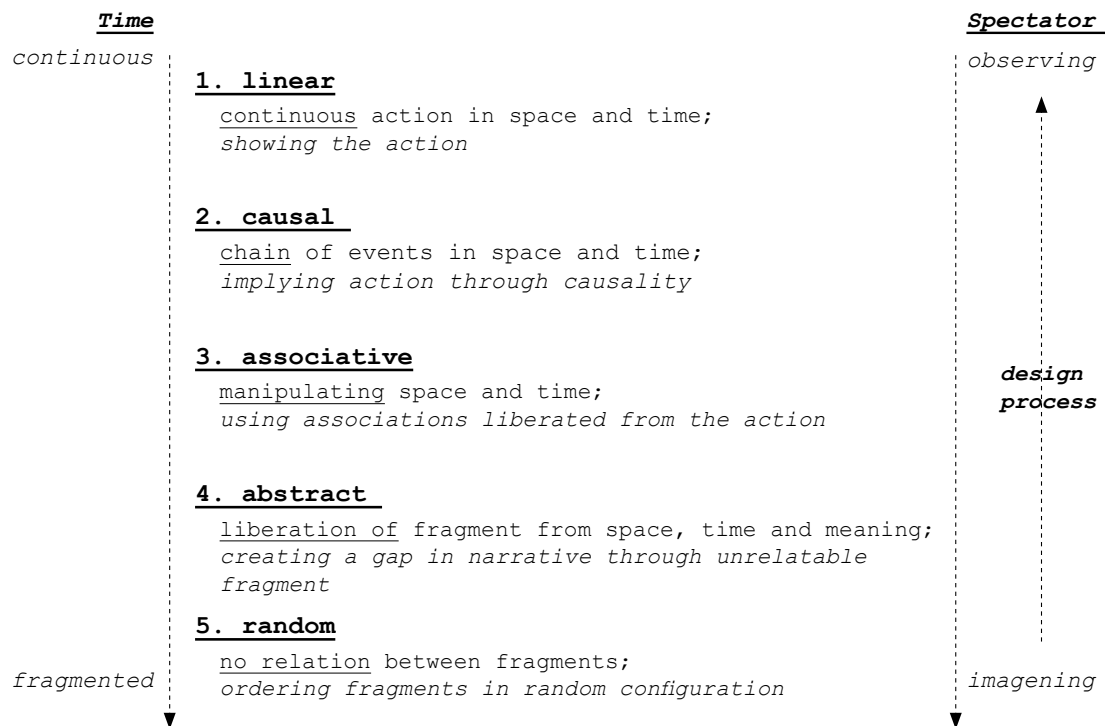 Time
Spectator
continuous
observing
1. linear
continuous action in space and time;
showing the action
2. causal
chain of events in space and time;
implying action through causality
3. associative
manipulating space and time;
using associations liberated from the action
design
process
4. abstract
liberation of fragment from space, time and meaning;
creating a gap in narrative through unrelatable
fragment
5. random
no relation between fragments;
ordering fragments in random configuration
fragmented
imagening